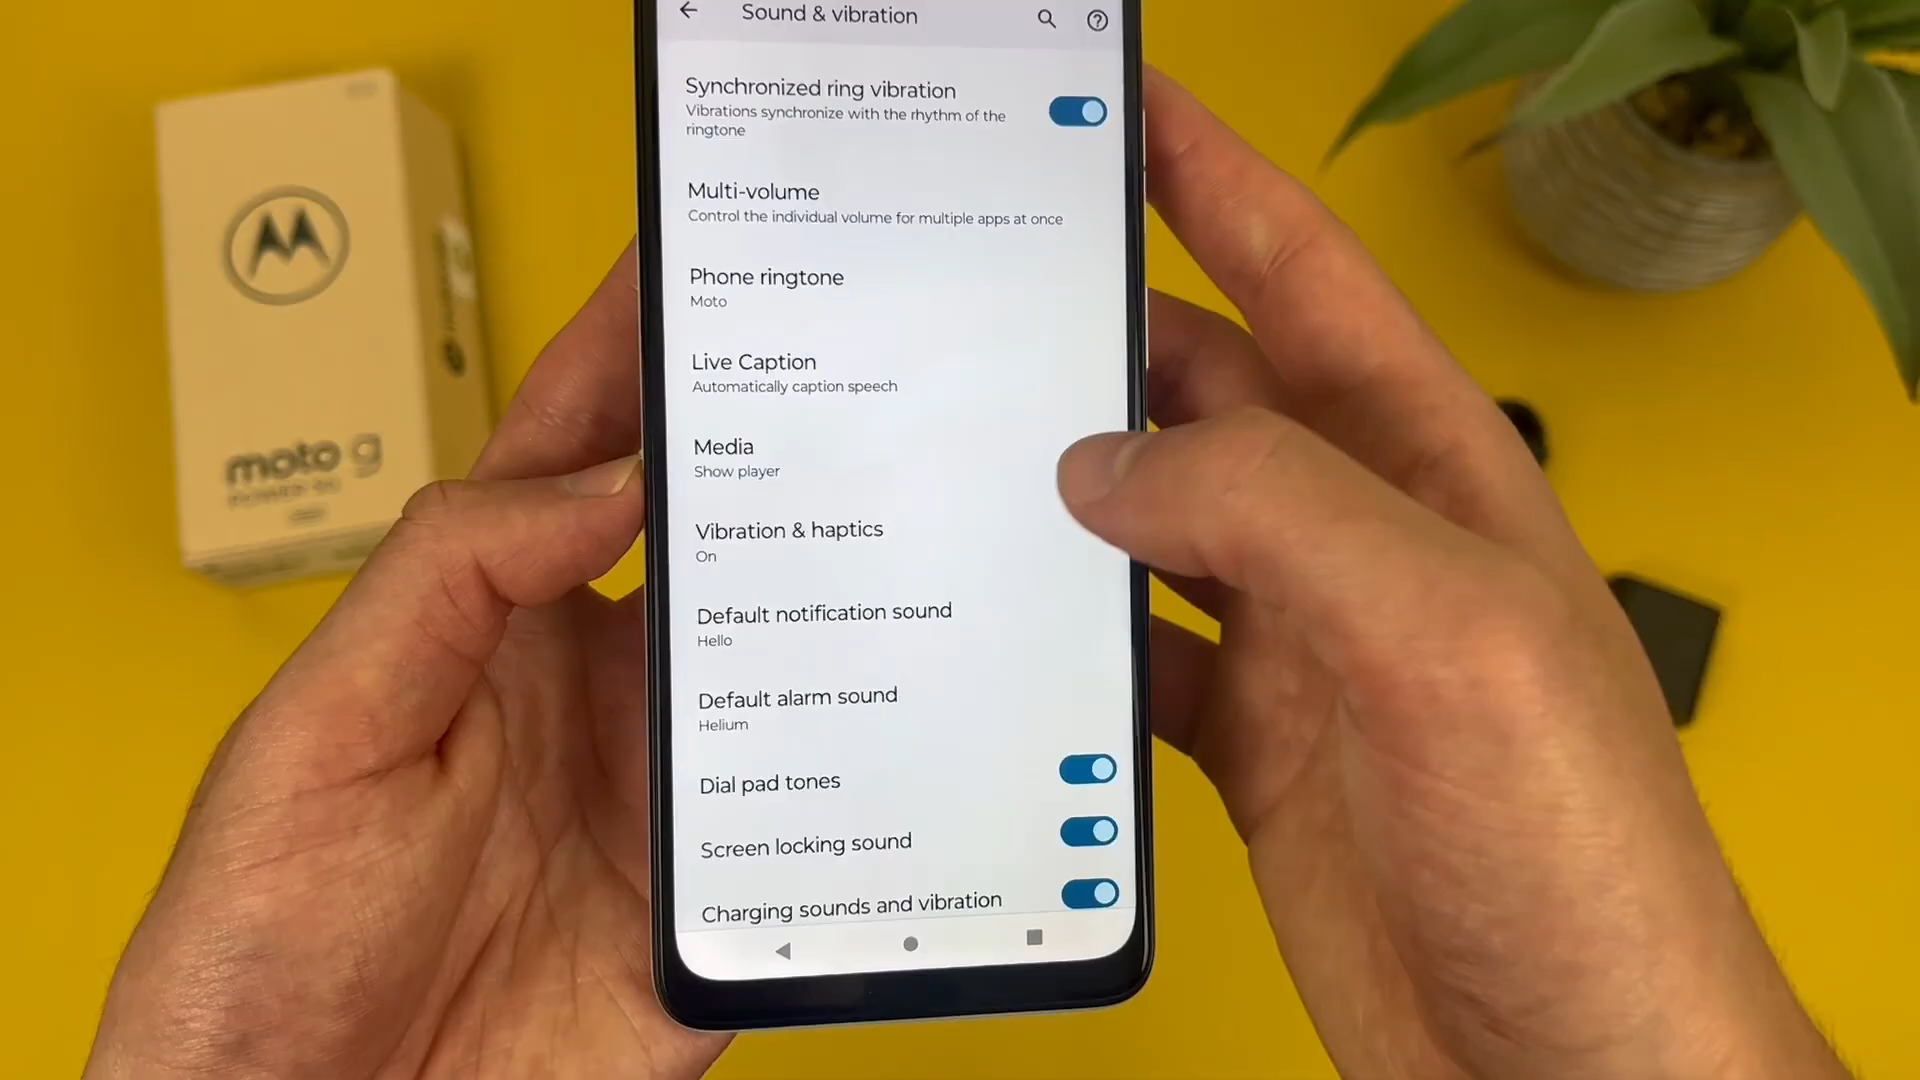 Sound & vibration
Synchronized ring vibration
Vibrations synchronize with the rhythm of the
ringtone
Multi-volume
Control the individual volume for multiple apps at once
Phone ringtone
Moto
Live Caption
Automatically caption speech
Media
Show player
Vibration & haptics
On
Default notification sound
Hello
Default alarm sound
Helium
Dial pad tones
Screen locking sound
Charging sounds and vibration
moto g
POWER 5G